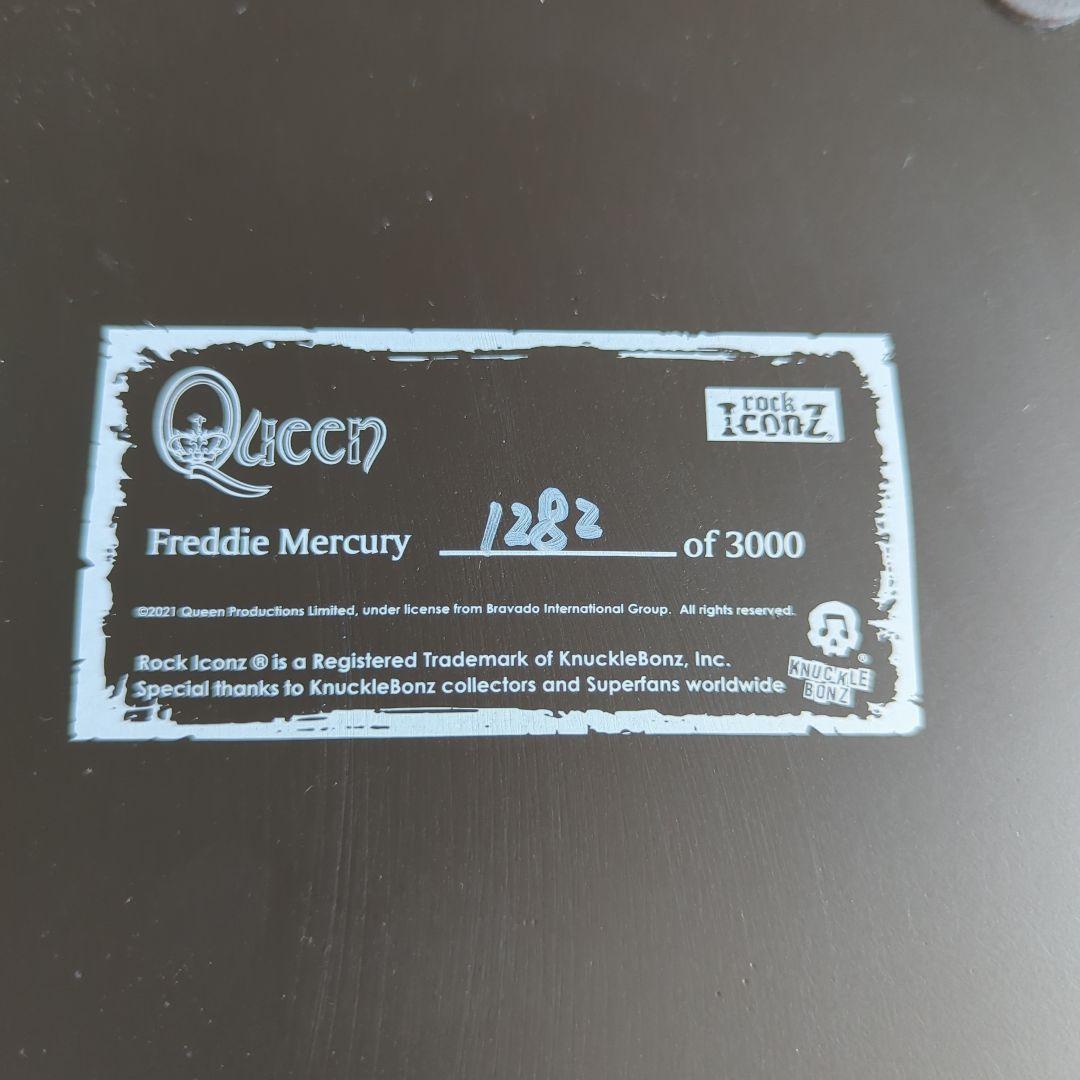 Queen
rock
IconZ®
Freddie Mercury 1282 of 3000
©2021 Queen Productions Limited, under license from Bravado International Group. All rights reserved.
Rock Iconz ® is a Registered Trademark of KnuckleBonz, Inc.
Special thanks to KnuckleBonz collectors and Superfans worldwide
®
KNUCKLE
BONZ